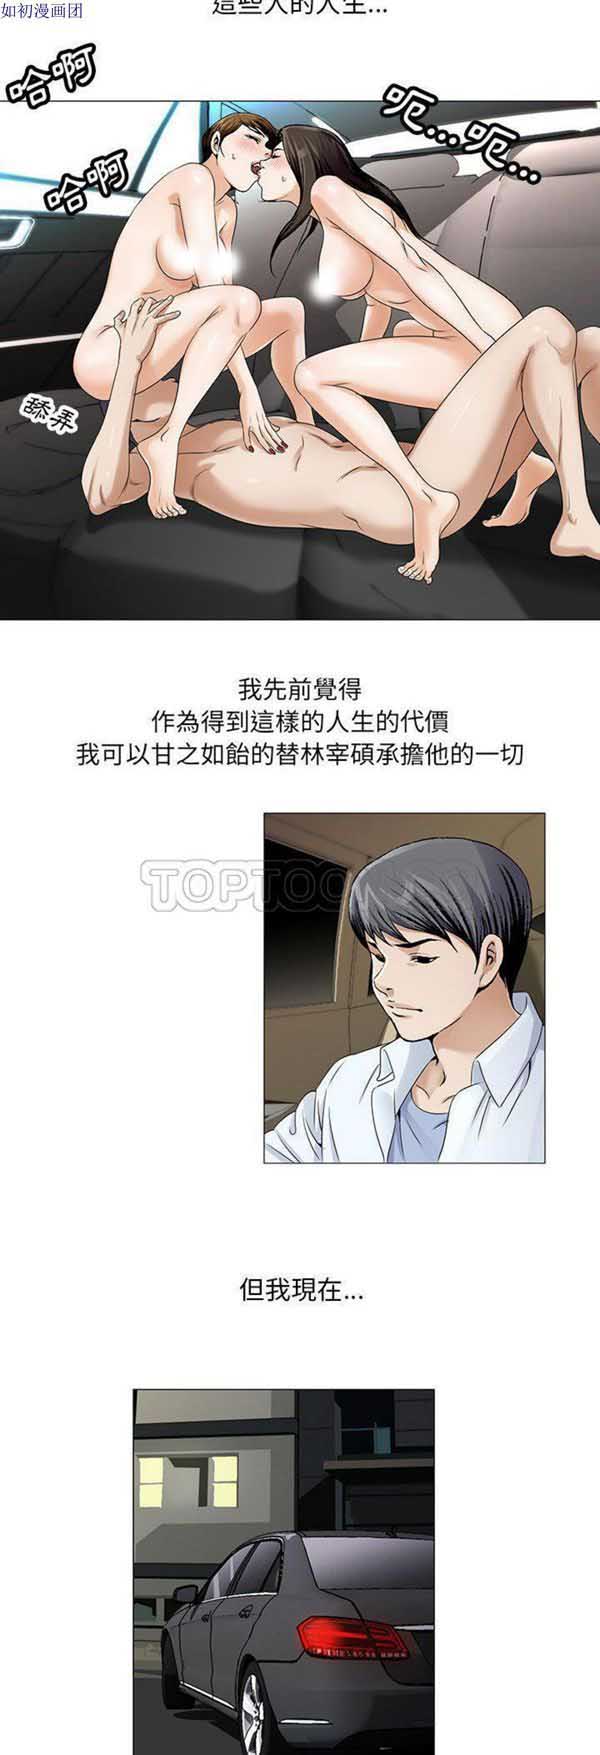 如初漫画团
這些人的人生...
哈啊
哈啊
呃...呃...
舔弄
我先前覺得
作為得到這樣的人生的代價
我可以甘之如飴的替林宰碩承擔他的一切
TOPTOON
但我現在...